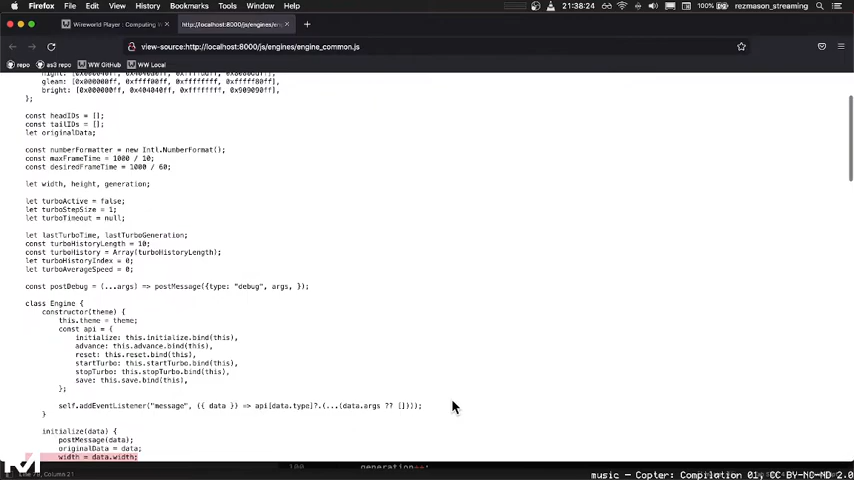 Firefox File Edit View History Bookmarks Tools Window Help 100% 21:38:24 rezmason_streaming
Wireworld Player : Computing W
http://localhost:8000/js/engines/en
view-source:http://localhost:8000/js/engines/engine_common.js
repo as3 repo WW GitHub WW Local
gleam: [0x000000ff, 0xffff00ff, 0xffffffff, 0xffff80ff],
bright: [0x000000ff, 0x404040ff, 0xffffffff, 0x909090ff],
};
const headIDs = [];
const tailIDs = [];
let originalData;
const numberFormatter = new Intl.NumberFormat();
const maxFrameTime = 1000 / 10;
const desiredFrameTime = 1000 / 60;
let width, height, generation;
let turboActive = false;
let turboStepSize = 1;
let turboTimeout = null;
let lastTurboTime, lastTurboGeneration;
const turboHistoryLength = 10;
const turboHistory = Array(turboHistoryLength);
let turboHistoryIndex = 0;
let turboAverageSpeed = 0;
const postDebug = (...args) => postMessage({type: "debug", args, });
class Engine {
constructor(theme) {
this.theme = theme;
const api = {
initialize: this.initialize.bind(this),
advance: this.advance.bind(this),
reset: this.reset.bind(this),
startTurbo: this.startTurbo.bind(this),
stopTurbo: this.stopTurbo.bind(this),
save: this.save.bind(this),
};
self.addEventListener("message", ({ data }) => api[data.type]?.(...(data.args ?? [])));
}
initialize(data) {
postMessage(data);
originalData = data;
width = data.width;
100 generation++;
Column 21
music - Copter: Compilation 01, CC BY-NC-ND 2.0